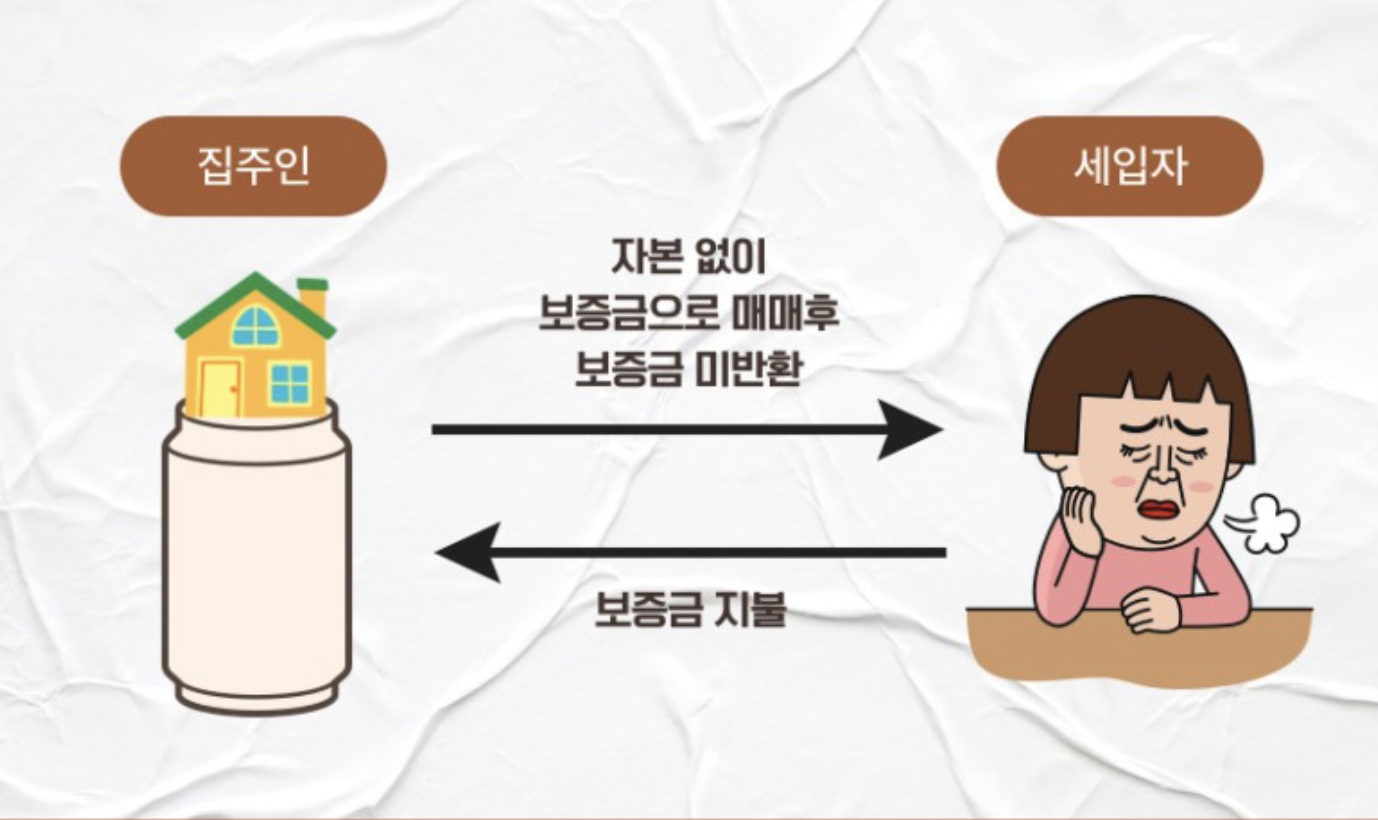 집주인
세입자
자본 없이
보증금으로 매매후
보증금 미반환
보증금 지불